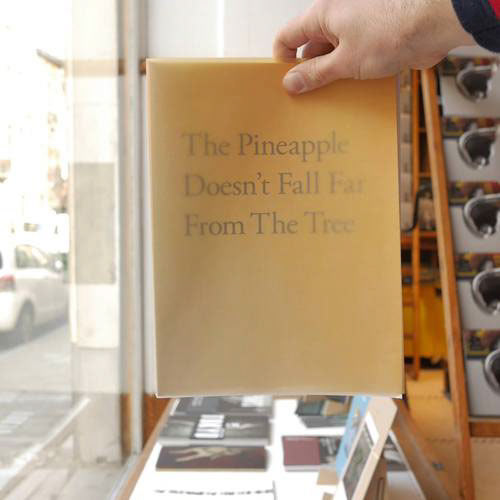 The Pineapple
Doesn't Fall Far
From The Tree